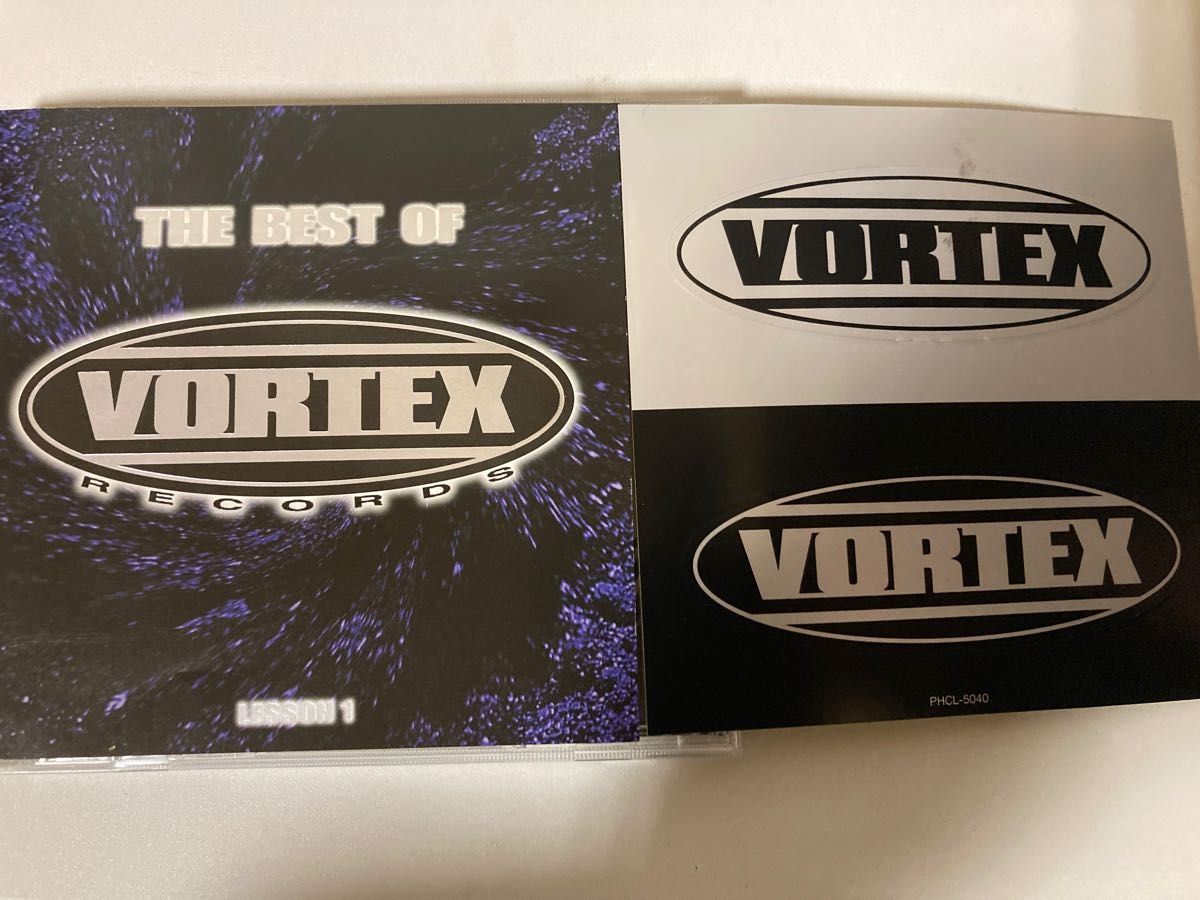 THE BEST OF
VORTEX
RECORDS
LESSON 1
VORTEX
VORTEX
PHCL-5040